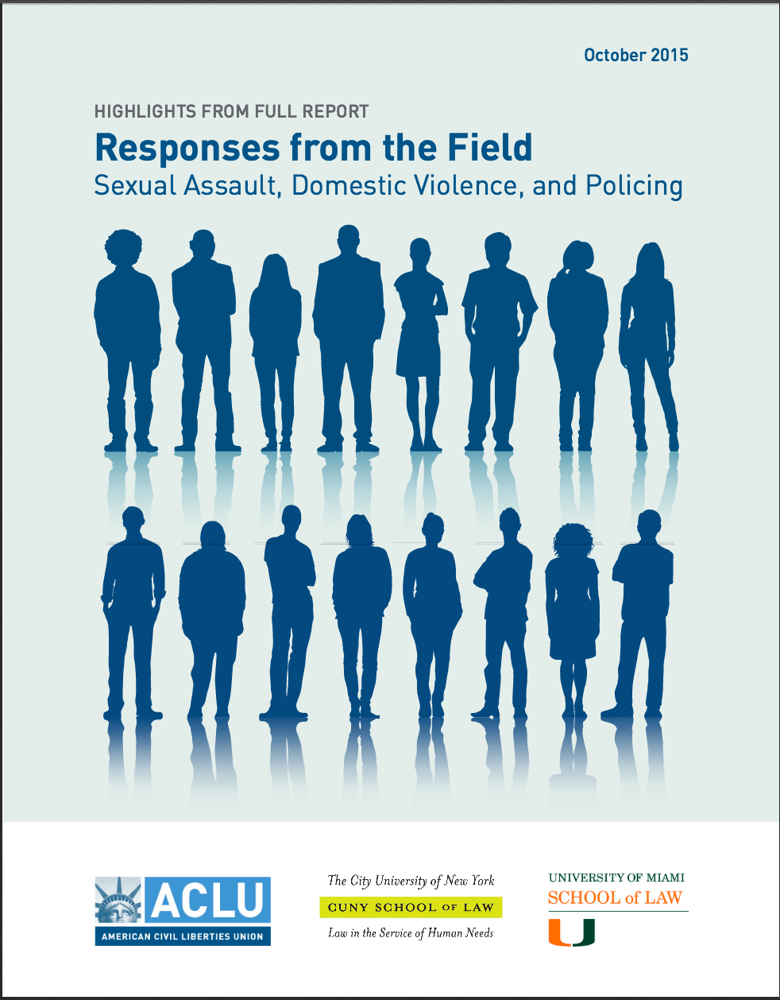 October 2015
HIGHLIGHTS FROM FULL REPORT
Responses from the Field
Sexual Assault, Domestic Violence, and Policing
ACLU
AMERICAN CIVIL LIBERTIES UNION
The City University of New York
CUNY SCHOOL OF LAW
Law in the Service of Human Needs
UNIVERSITY OF MIAMI
SCHOOL of LAW
U